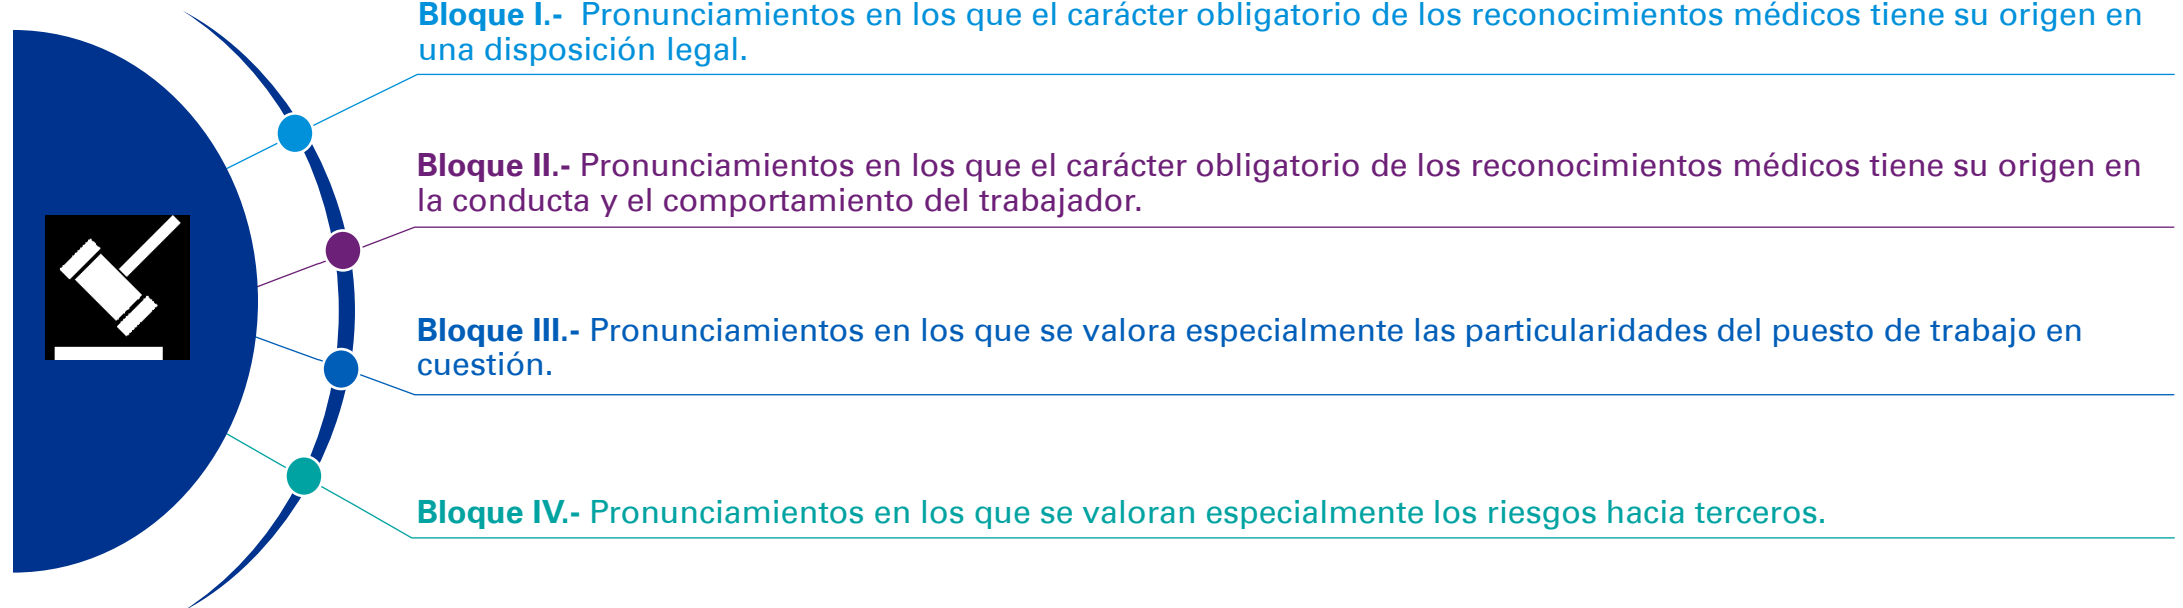 Bloque I.- Pronunciamientos en los que el carácter obligatorio de los reconocimientos médicos tiene su origen en
una disposición legal.
Bloque II.- Pronunciamientos en los que el carácter obligatorio de los reconocimientos médicos tiene su origen en
la conducta y el comportamiento del trabajador.
Bloque III.- Pronunciamientos en los que se valora especialmente las particularidades del puesto de trabajo en
cuestión.
Bloque IV.- Pronunciamientos en los que se valoran especialmente los riesgos hacia terceros.